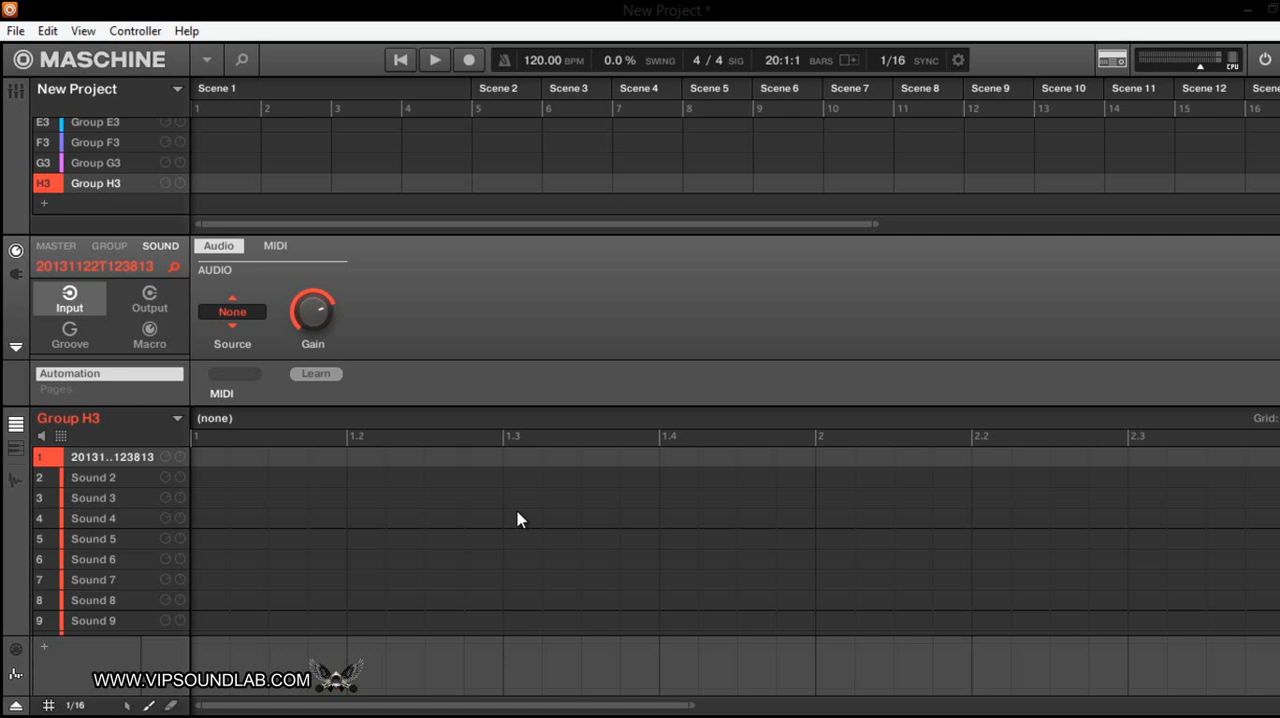 New Project *
File Edit View Controller Help
MASCHINE 120.00 BPM 0.0 % SWING 4 / 4 SIG 20:1:1 BARS 1/16 SYNC CPU
New Project Scene 1 Scene 2 Scene 3 Scene 4 Scene 5 Scene 6 Scene 7 Scene 8 Scene 9 Scene 10 Scene 11 Scene 12 Scene
1 2 3 4 5 6 7 8 9 10 11 12 13 14 15 16
E3 Group E3
F3 Group F3
G3 Group G3
H3 Group H3
+
MASTER GROUP SOUND Audio MIDI
20131122T123813 AUDIO
Input Output None
Groove Macro Source Gain
Automation Learn
Pages MIDI
Group H3 (none) Grid:
1 1.2 1.3 1.4 2 2.2 2.3
1 20131..123813
2 Sound 2
3 Sound 3
4 Sound 4
5 Sound 5
6 Sound 6
7 Sound 7
8 Sound 8
9 Sound 9
+
WWW.VIPSOUNDLAB.COM
1/16